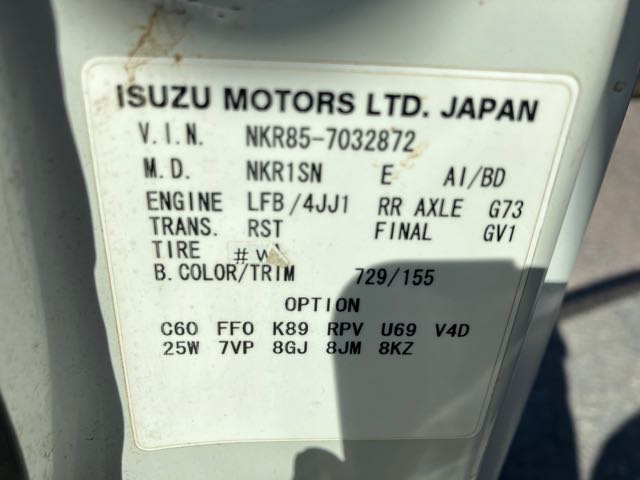 ISUZU MOTORS LTD. JAPAN
V.I.N. NKR85-7032872
M.D. NKR1SN E AI/BD
ENGINE LFB/4JJ1 RR AXLE G73
TRANS. RST FINAL GV1
TIRE #
B.COLOR/TRIM 729/155
OPTION
C60 FF0 K89 RPV U69 V4D
25W 7VP 8GJ 8JM 8KZ